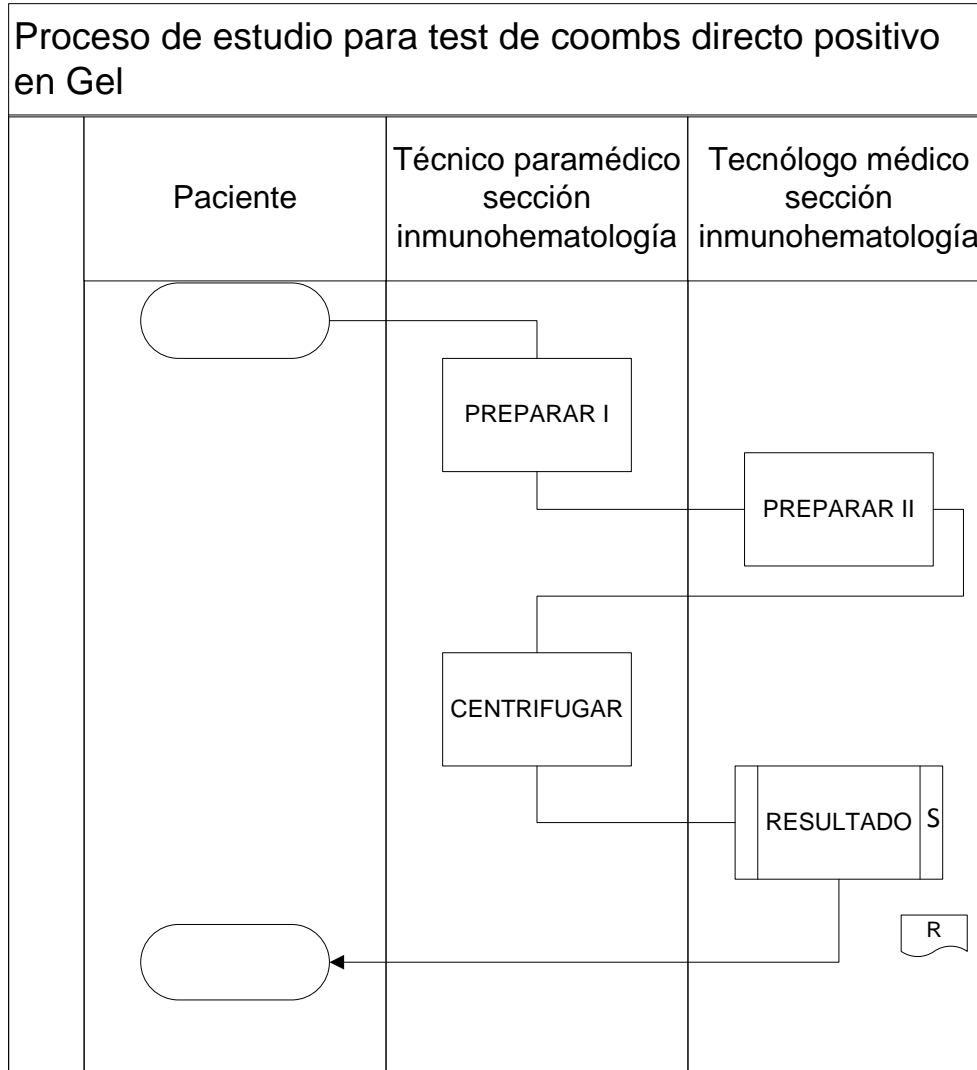 Proceso de estudio para test de coombs directo positivo
en Gel
Paciente
Técnico paramédico
sección
inmunohematología
Tecnólogo médico
sección
inmunohematología
PREPARAR I
PREPARAR II
CENTRIFUGAR
RESULTADO S
R